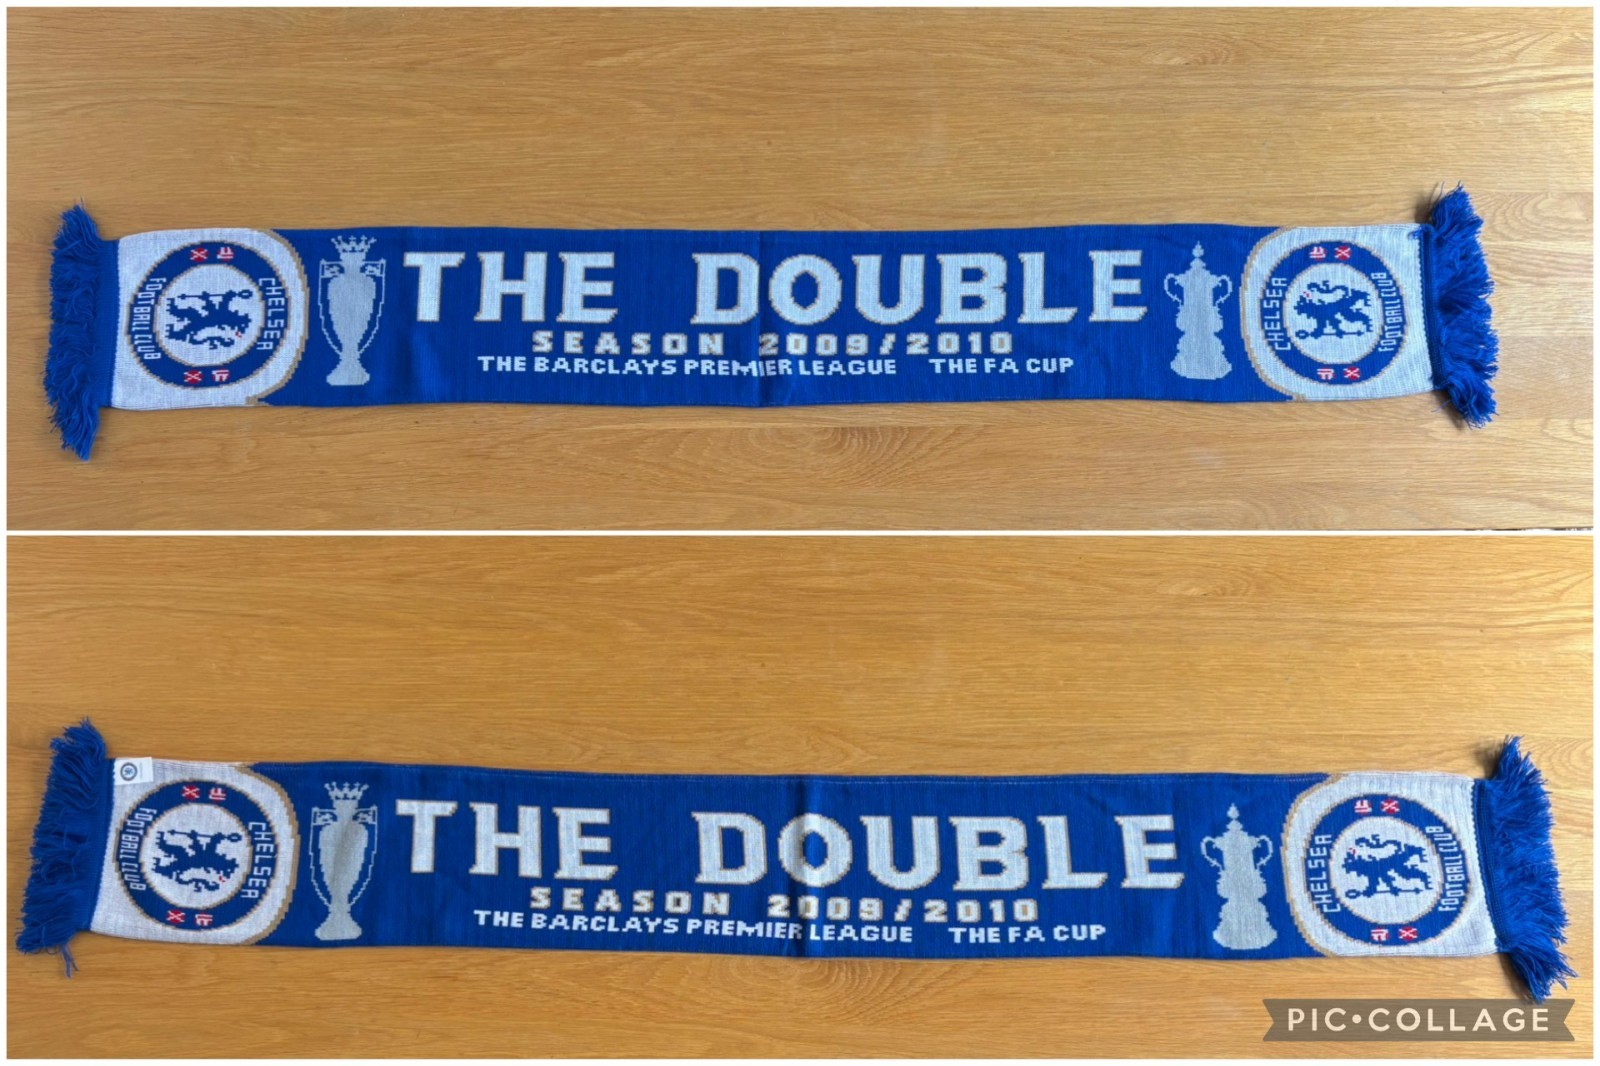 CHELSEA
FOOTBALL CLUB
THE DOUBLE
SEASON 2009/2010
THE BARCLAYS PREMIER LEAGUE THE FA CUP
CHELSEA
FOOTBALL CLUB
CHELSEA
FOOTBALL CLUB
THE DOUBLE
SEASON 2009/2010
THE BARCLAYS PREMIER LEAGUE THE FA CUP
CHELSEA
FOOTBALL CLUB
PIC•COLLAGE